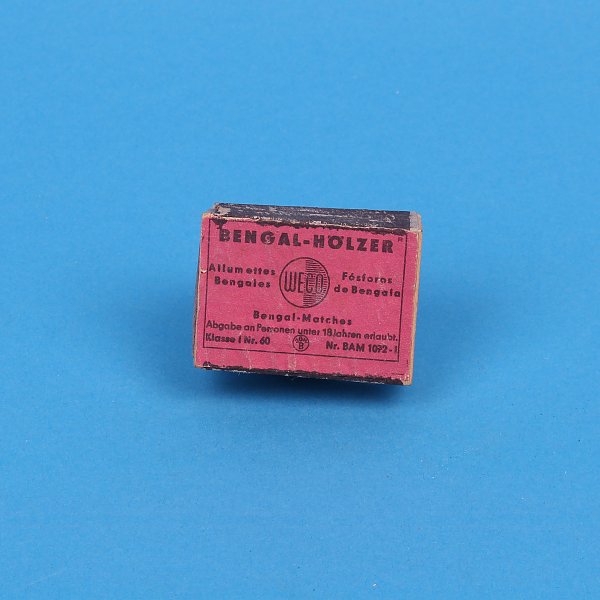 BENGAL-HÖLZER
Allumettes
Bengales
WECO
Fósforos
de Bengala
Bengal-Matches
Abgabe an Personen unter 18 Jahren erlaubt.
Klasse I Nr. 60
Nr. BAM 1092-I